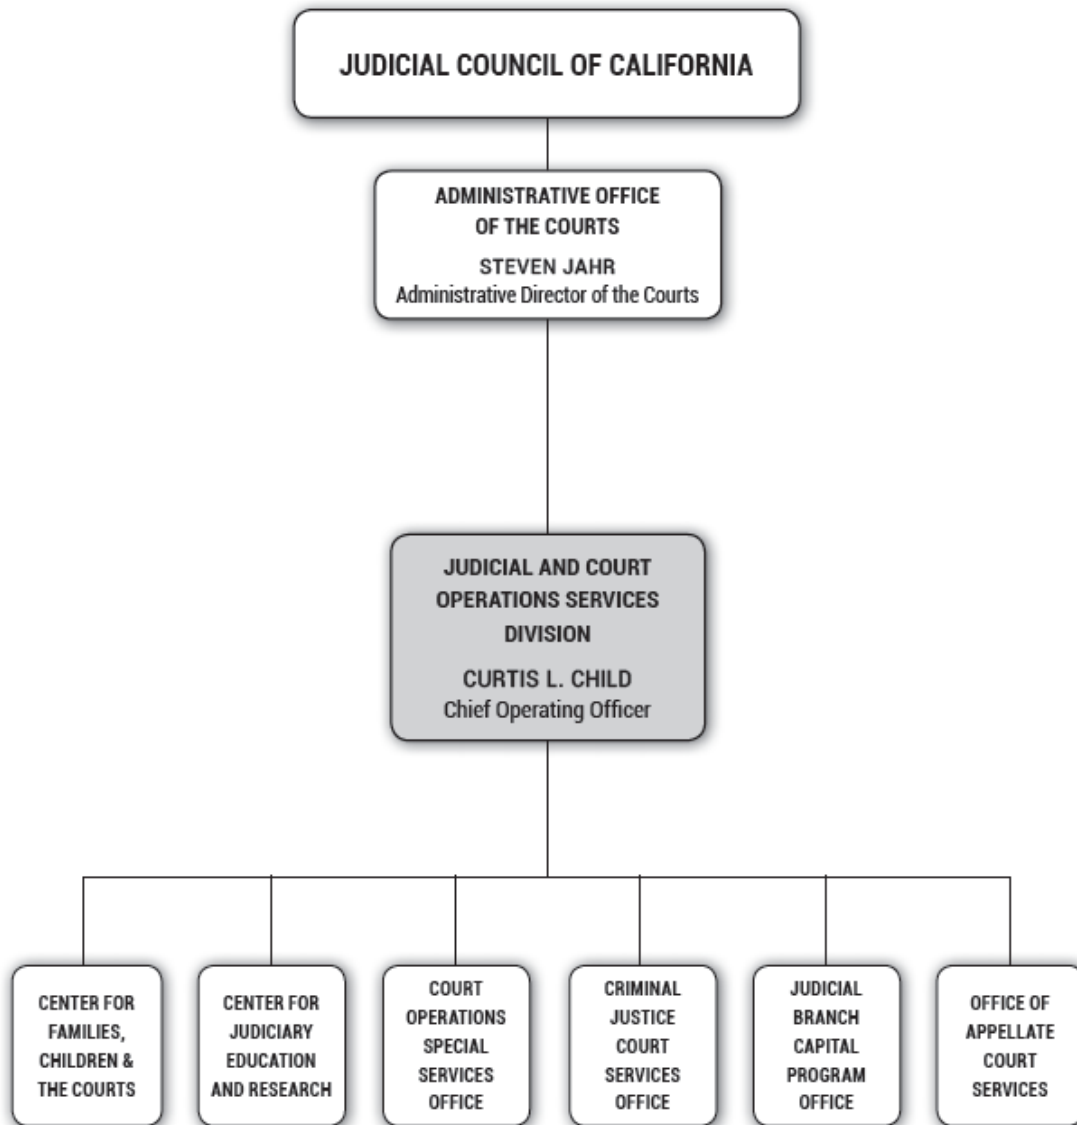 JUDICIAL COUNCIL OF CALIFORNIA
ADMINISTRATIVE OFFICE
OF THE COURTS
STEVEN JAHR
Administrative Director of the Courts
JUDICIAL AND COURT
OPERATIONS SERVICES
DIVISION
CURTIS L. CHILD
Chief Operating Officer
CENTER FOR
FAMILIES,
CHILDREN &
THE COURTS
CENTER FOR
JUDICIARY
EDUCATION
AND RESEARCH
COURT
OPERATIONS
SPECIAL
SERVICES
OFFICE
CRIMINAL
JUSTICE
COURT
SERVICES
OFFICE
JUDICIAL
BRANCH
CAPITAL
PROGRAM
OFFICE
OFFICE OF
APPELLATE
COURT
SERVICES